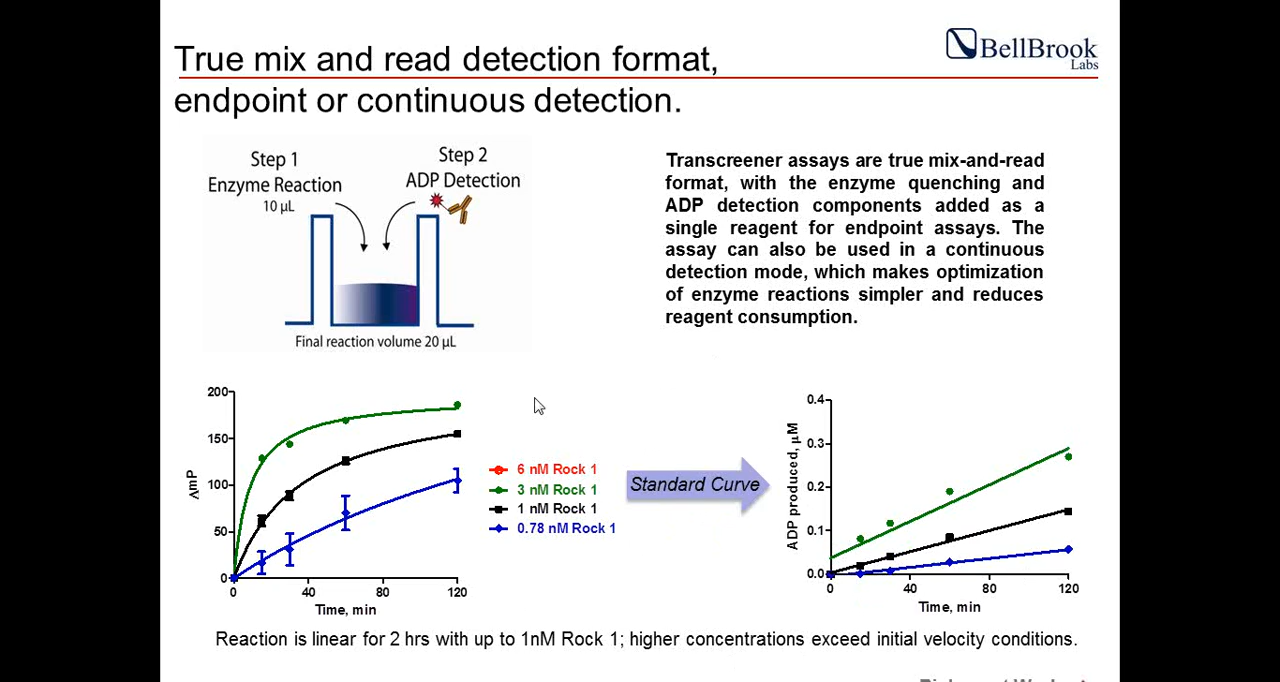 True mix and read detection format,
endpoint or continuous detection.
BellBrook
Labs
Step 1
Enzyme Reaction
10 µL
Step 2
ADP Detection
Final reaction volume 20 µL
Transcreener assays are true mix-and-read
format, with the enzyme quenching and
ADP detection components added as a
single reagent for endpoint assays. The
assay can also be used in a continuous
detection mode, which makes optimization
of enzyme reactions simpler and reduces
reagent consumption.
200
150
100
50
0
ΔmP
0 40 80 120
Time, min
6 nM Rock 1
3 nM Rock 1
1 nM Rock 1
0.78 nM Rock 1
Standard Curve
0.4
0.3
0.2
0.1
0.0
ADP produced, µM
0 40 80 120
Time, min
Reaction is linear for 2 hrs with up to 1nM Rock 1; higher concentrations exceed initial velocity conditions.